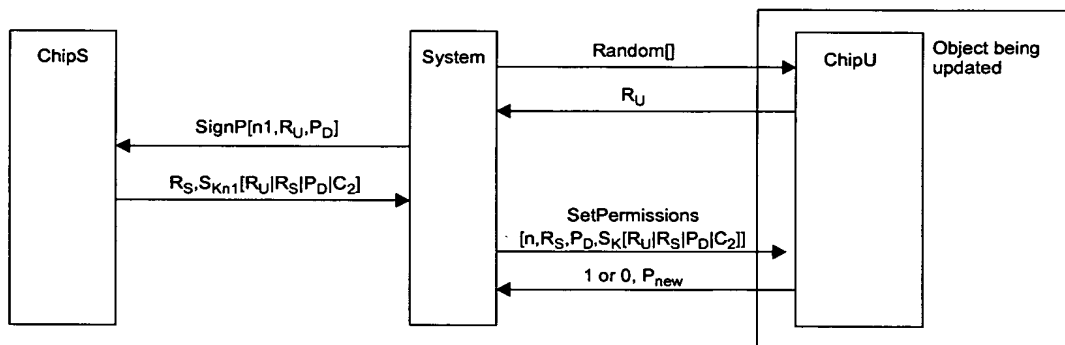 ChipS
System
Random[]
ChipU
Object being
updated
R_U
SignP[n1,R_U,P_D]
R_S,S_Kn1[R_U|R_S|P_D|C_2]
SetPermissions
[n,R_S,P_D,S_K[R_U|R_S|P_D|C_2]]
1 or 0, P_new